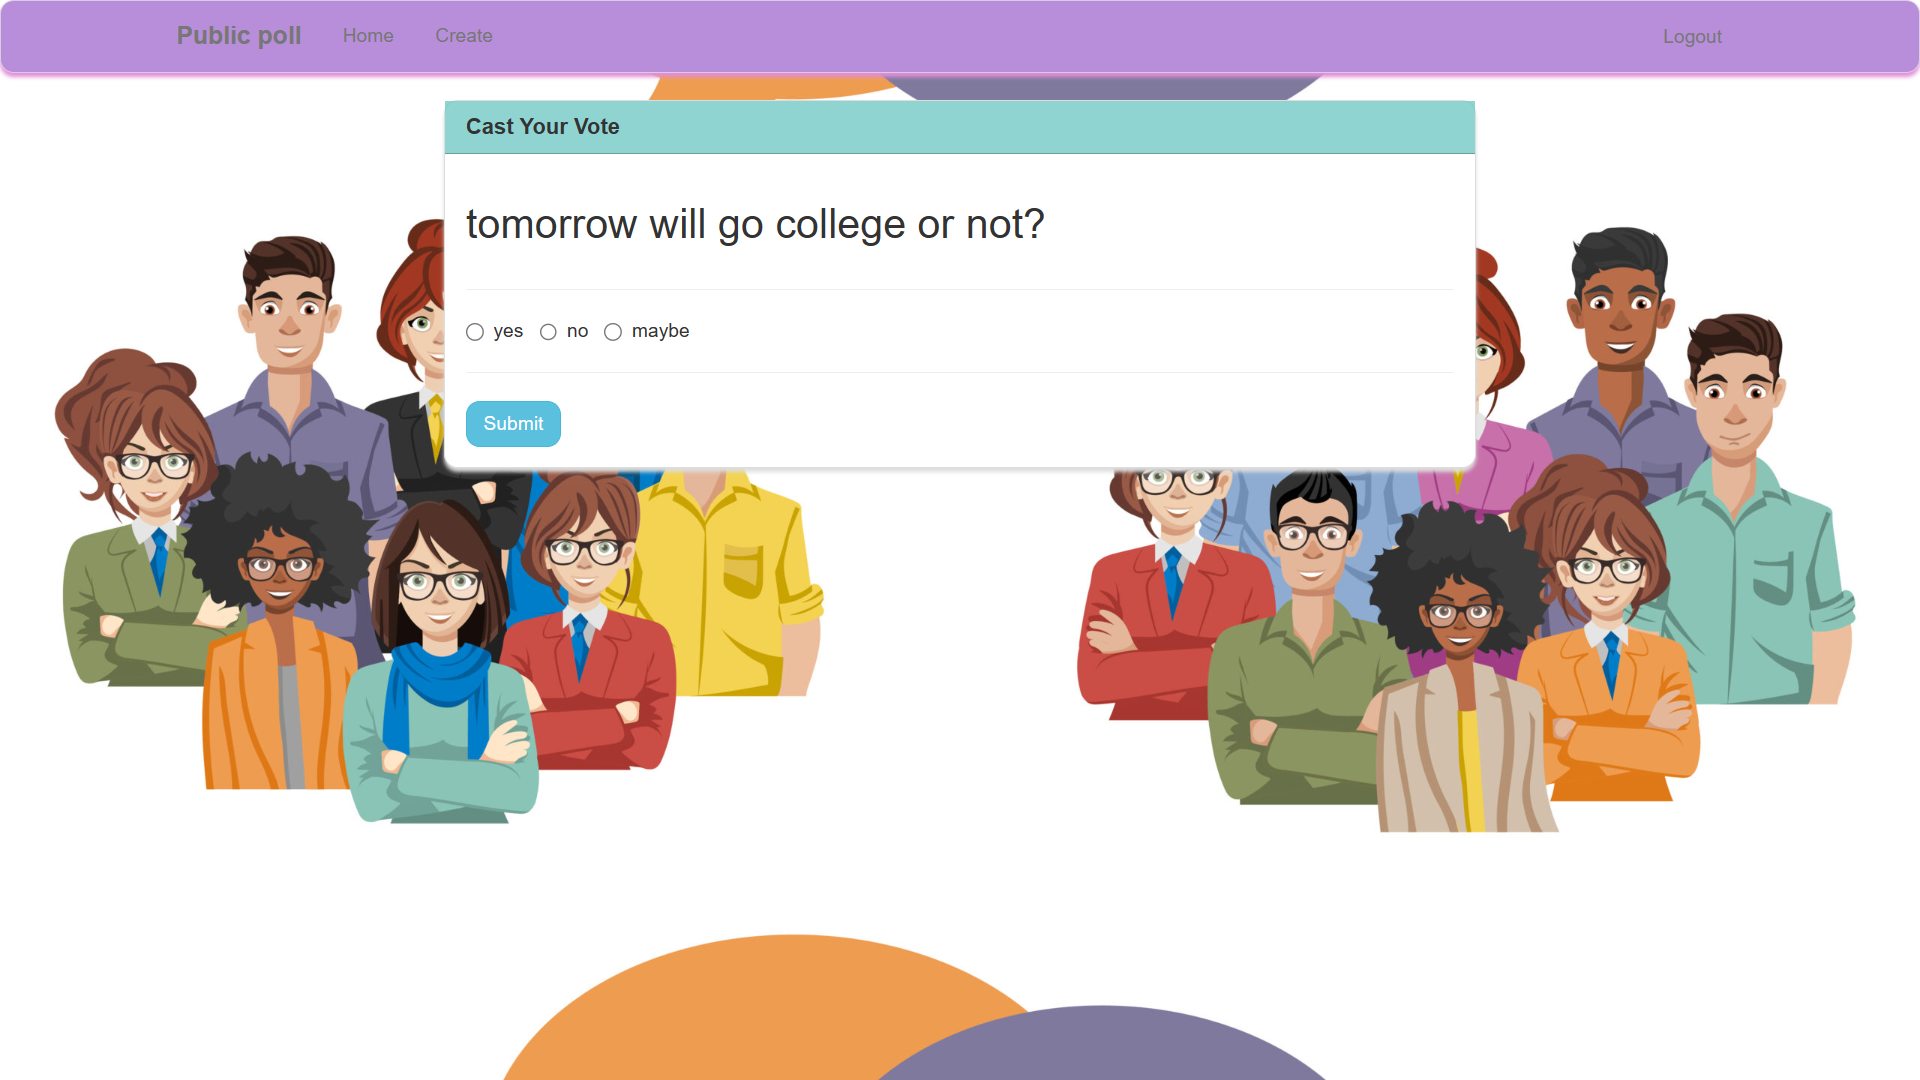 Public poll Home Create Logout
Cast Your Vote
tomorrow will go college or not?
yes no maybe
Submit